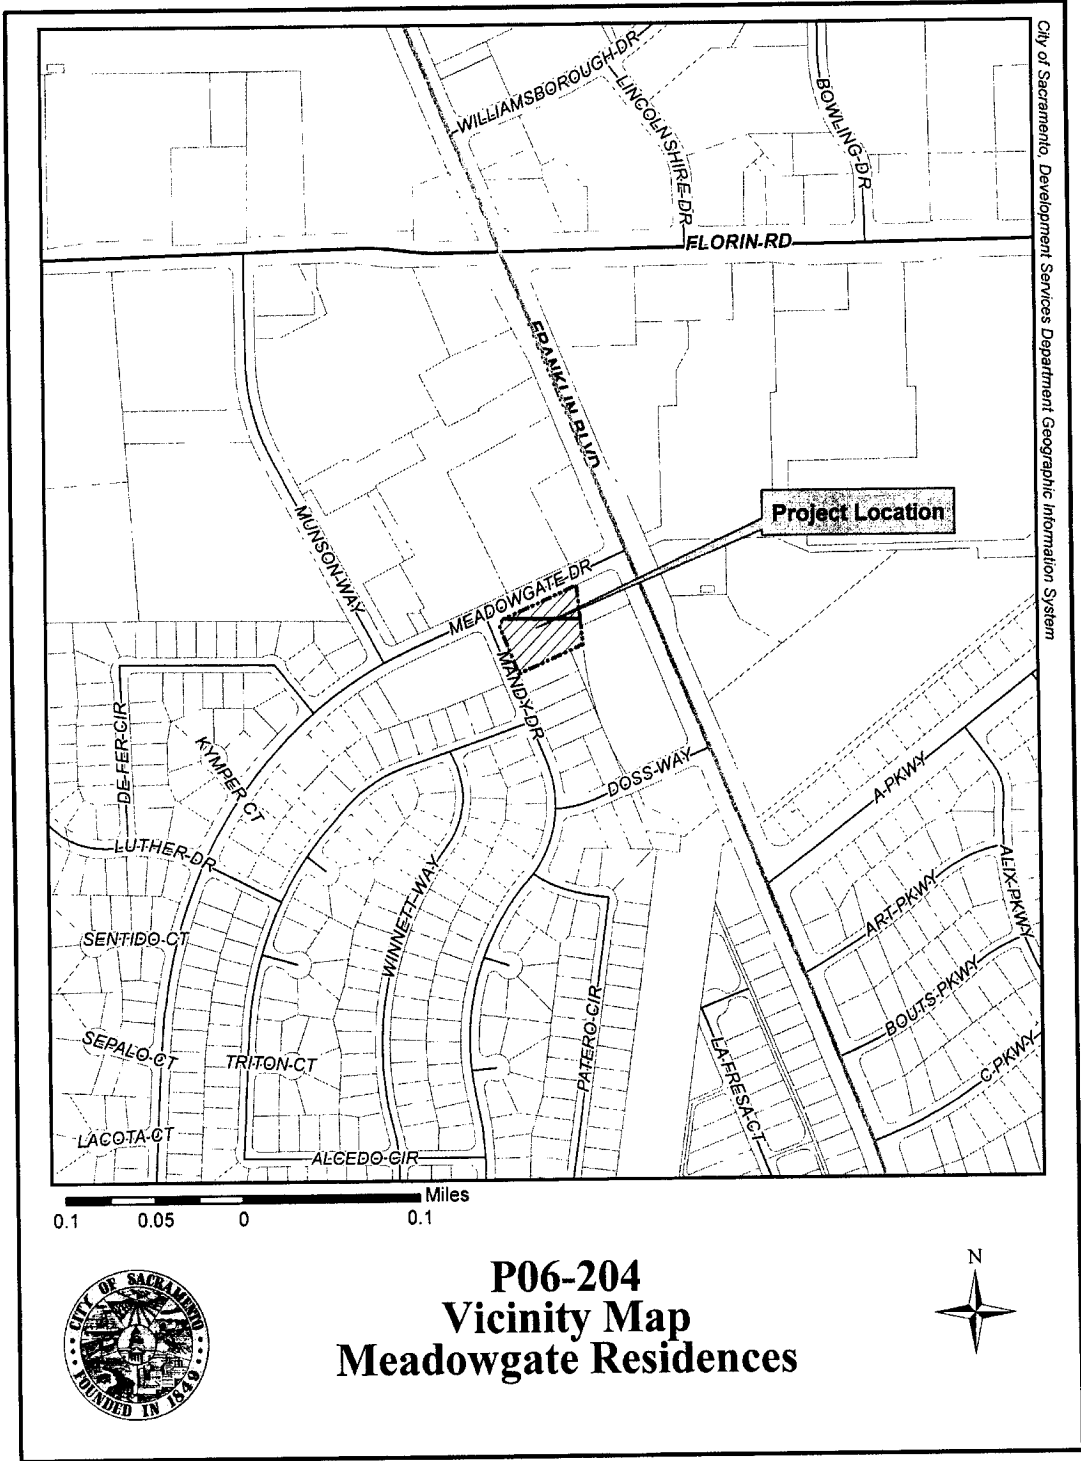 City of Sacramento, Development Services Department Geographic Information System
WILLIAMSBOROUGH-DR
LINCOLNSHIRE-DR
BOWLING-DR
FLORIN-RD
FRANKLIN-BLVD
Project Location
MUNSON-WAY
MEADOWGATE-DR
MANDY-DR
DE-FER-CIR
KYMPER CT
DOSS-WAY
A-PKWY
LUTHER-DR
ALIX-PKWY
ART-PKWY
WINNETT-WAY
SENTIDO-CT
BOUTS-PKWY
PATERO-CIR
SEPALO-CT
TRITON-CT
LA-FRESA-CT
C-PKWY
LACOTA-CT
ALCEDO-CIR
Miles
0.1 0.05 0 0.1
CITY OF SACRAMENTO
FOUNDED IN 1849
P06-204
Vicinity Map
Meadowgate Residences
N